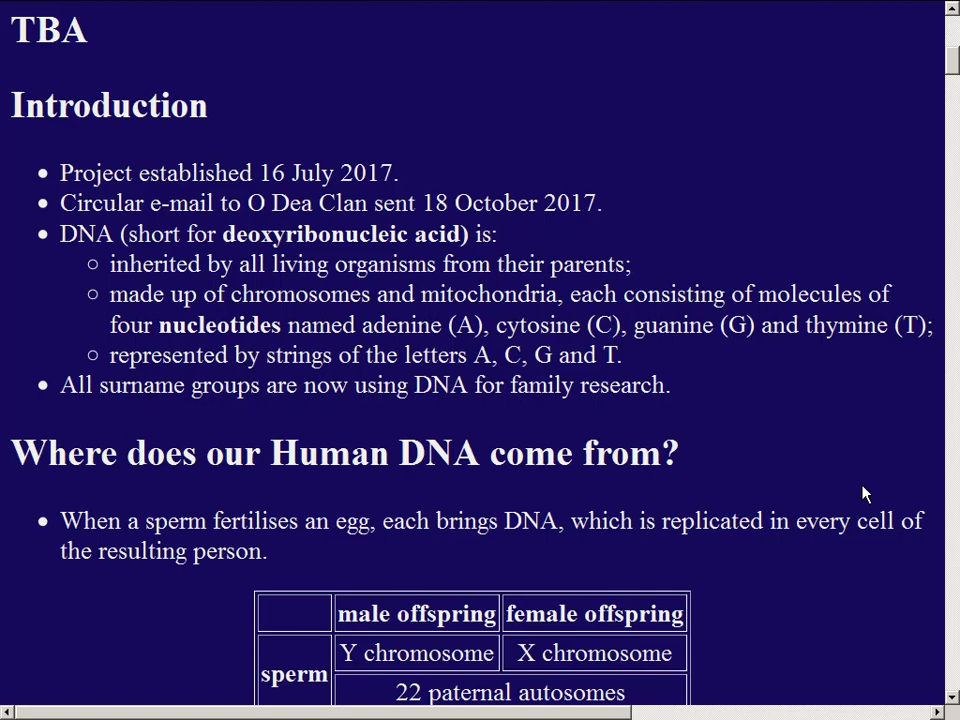 TBA
Introduction
Project established 16 July 2017.
Circular e-mail to O Dea Clan sent 18 October 2017.
DNA (short for deoxyribonucleic acid) is:
inherited by all living organisms from their parents;
made up of chromosomes and mitochondria, each consisting of molecules of
four nucleotides named adenine (A), cytosine (C), guanine (G) and thymine (T);
represented by strings of the letters A, C, G and T.
All surname groups are now using DNA for family research.
Where does our Human DNA come from?
When a sperm fertilises an egg, each brings DNA, which is replicated in every cell of
the resulting person.
male offspring female offspring
Y chromosome X chromosome
sperm
22 paternal autosomes